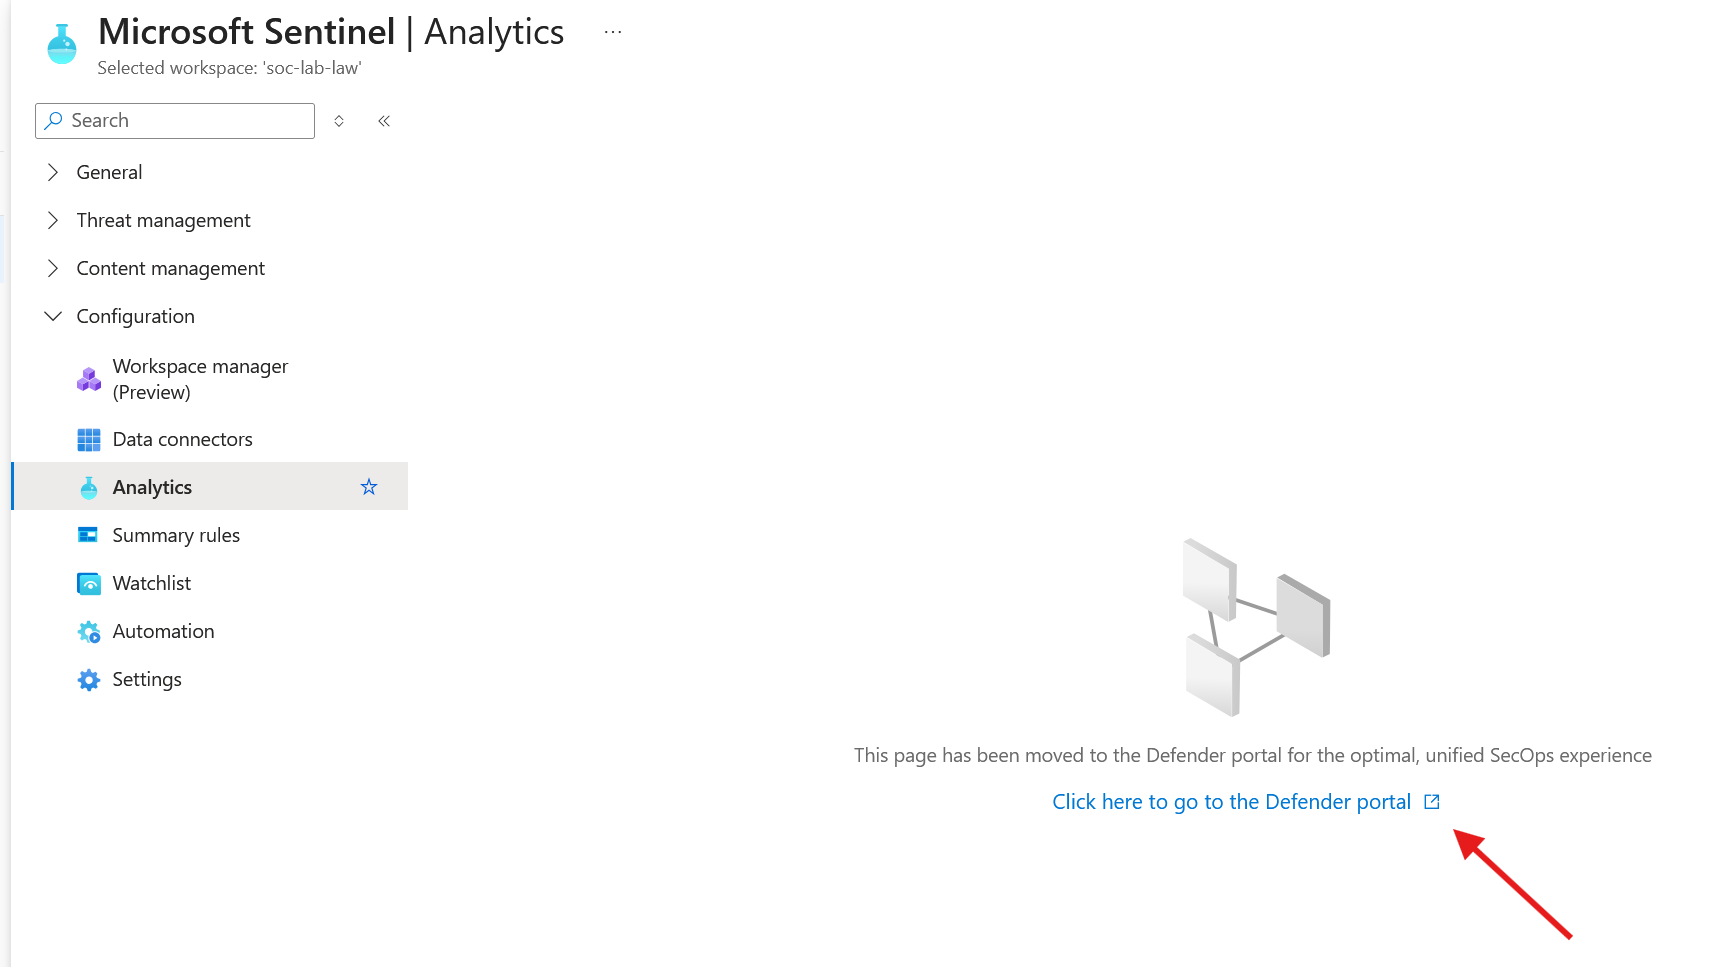 Microsoft Sentinel | Analytics ...
Selected workspace: 'soc-lab-law'
Search
General
Threat management
Content management
Configuration
Workspace manager
(Preview)
Data connectors
Analytics
Summary rules
Watchlist
Automation
Settings
This page has been moved to the Defender portal for the optimal, unified SecOps experience
Click here to go to the Defender portal